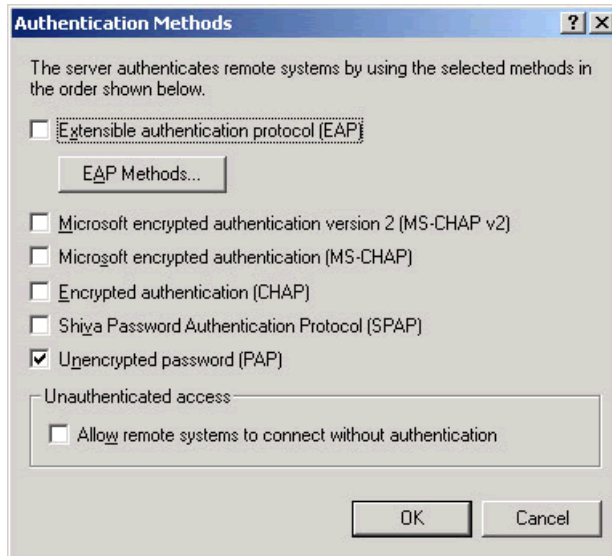 Authentication Methods
The server authenticates remote systems by using the selected methods in
the order shown below.
Extensible authentication protocol (EAP)
EAP Methods...
Microsoft encrypted authentication version 2 (MS-CHAP v2)
Microsoft encrypted authentication (MS-CHAP)
Encrypted authentication (CHAP)
Shiva Password Authentication Protocol (SPAP)
Unencrypted password (PAP)
Unauthenticated access
Allow remote systems to connect without authentication
OK Cancel